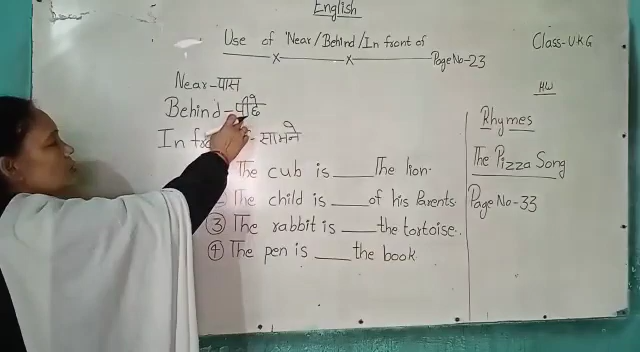 English
Use of 'Near/Behind/In front of
Page No-23
Class-U.K.G
Near-पास
Behind-पीछे
In - सामने
The cub is ____ The lion.
The child is ____ of his Parents.
③ The rabbit is ____ the tortoise.
④ The pen is ____ the book.
HW
Rhymes
The Pizza Song
Page No-33